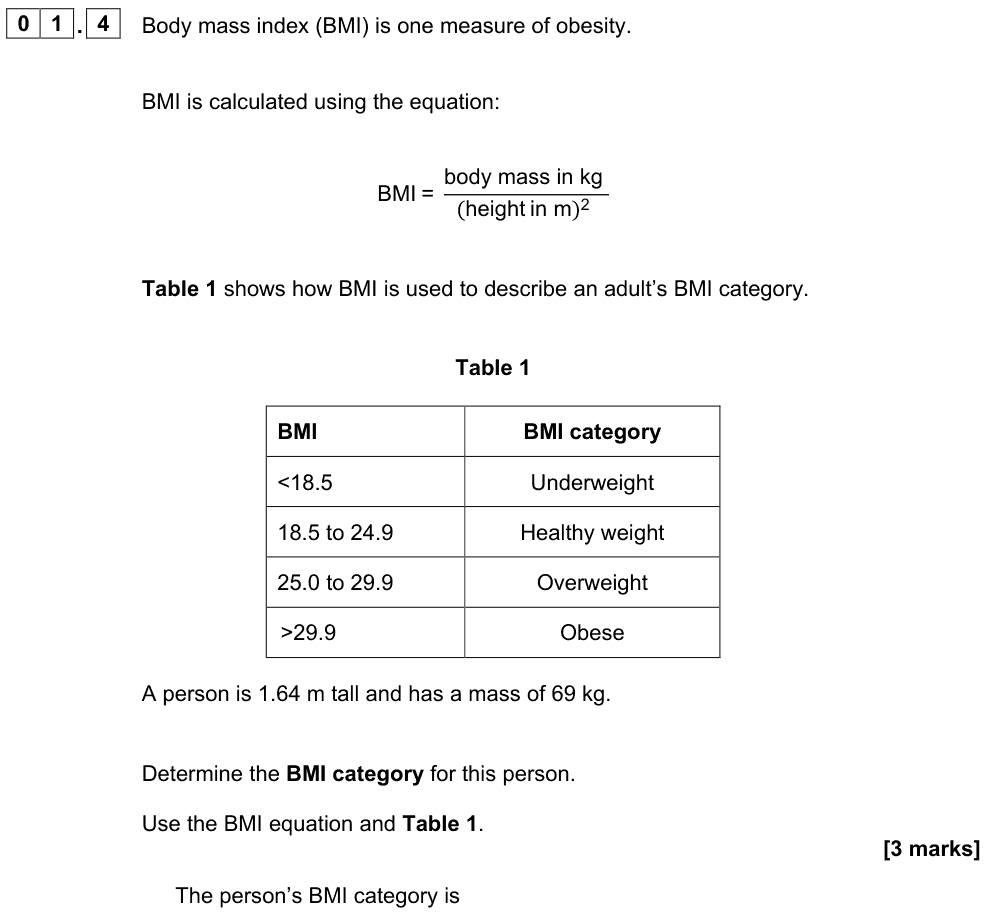 0 1 . 4 Body mass index (BMI) is one measure of obesity.
BMI is calculated using the equation:
BMI = body mass in kg / (height in m)²
Table 1 shows how BMI is used to describe an adult’s BMI category.
Table 1
BMI BMI category
<18.5 Underweight
18.5 to 24.9 Healthy weight
25.0 to 29.9 Overweight
>29.9 Obese
A person is 1.64 m tall and has a mass of 69 kg.
Determine the BMI category for this person.
Use the BMI equation and Table 1.
[3 marks]
The person’s BMI category is